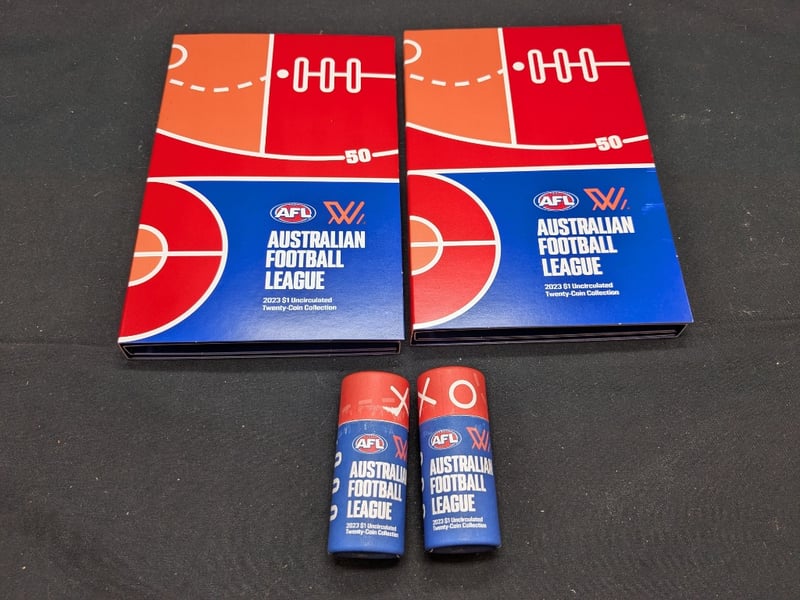 50
AFL W
AUSTRALIAN
FOOTBALL
LEAGUE
2023 $1 Uncirculated
Twenty-Coin Collection
50
AFL W
AUSTRALIAN
FOOTBALL
LEAGUE
2023 $1 Uncirculated
Twenty-Coin Collection
X
AFL W
AUSTRALIAN
FOOTBALL
LEAGUE
2023 $1 Uncirculated
Twenty-Coin Collection
X O
AFL W
AUSTRALIAN
FOOTBALL
LEAGUE
2023 $1 Uncirculated
Twenty-Coin Collection